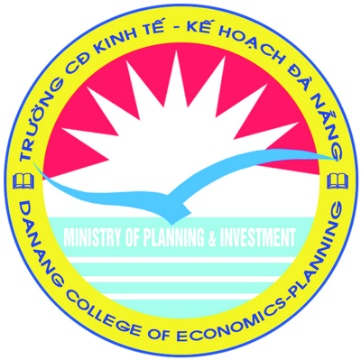 TRƯỜNG CĐ KINH TẾ - KẾ HOẠCH ĐÀ NẴNG
MINISTRY OF PLANNING & INVESTMENT
DANANG COLLEGE OF ECONOMICS-PLANNING